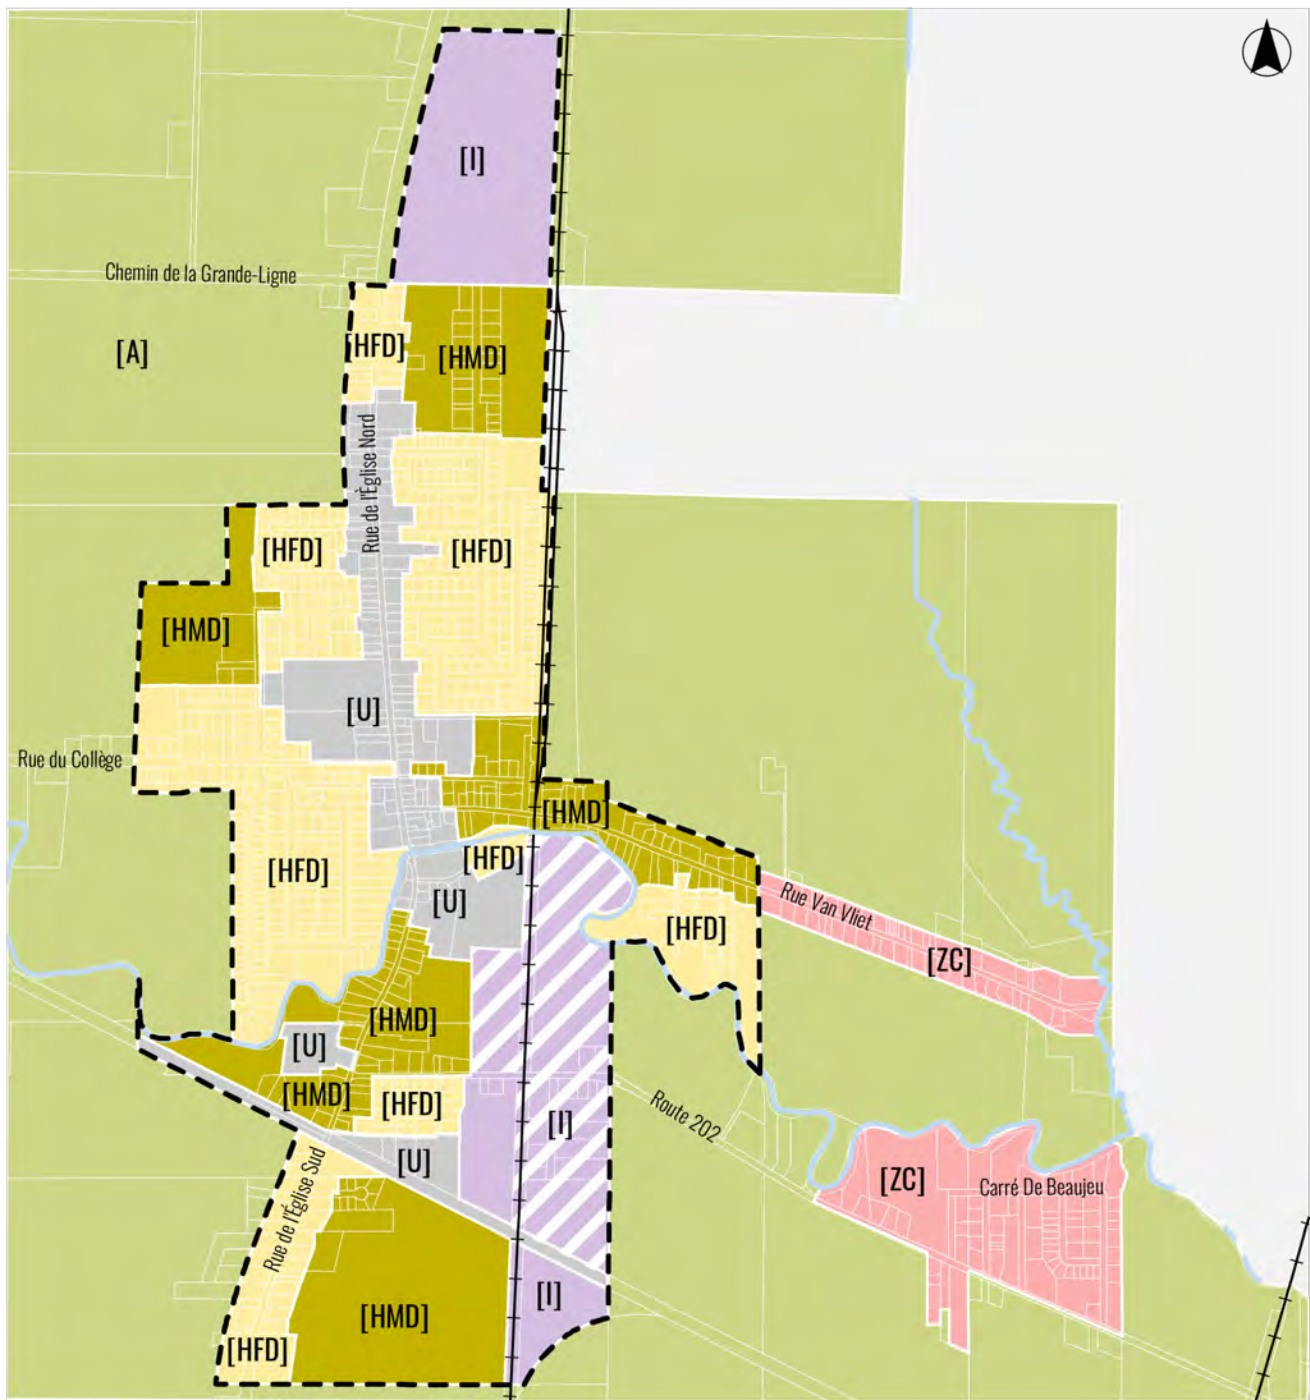 [I]
Chemin de la Grande-Ligne
[A]
[HFD]
[HMD]
Rue de l'Église Nord
[HFD]
[HFD]
[HMD]
[U]
Rue du Collège
[HMD]
[HFD]
[HFD]
[U]
Rue Van Vliet
[HFD]
[ZC]
[HMD]
[U]
[HMD]
[HFD]
[I]
Route 202
[U]
[ZC]
Carré De Beaujeu
Rue de l'Église Sud
[I]
[HMD]
[HFD]